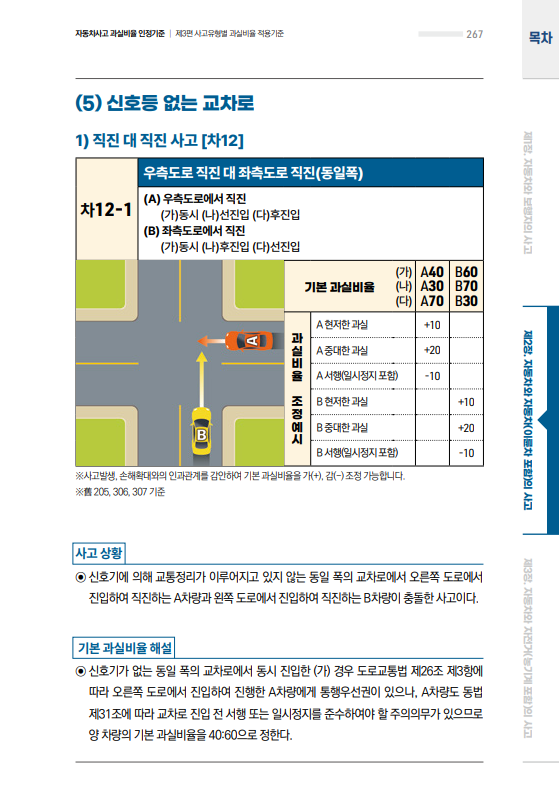 자동차사고 과실비율 인정기준 | 제3편 사고유형별 과실비율 적용기준
267
목차
(5) 신호등 없는 교차로
1) 직진 대 직진 사고 [차12]
차12-1
우측도로 직진 대 좌측도로 직진(동일폭)
(A) 우측도로에서 직진
(가)동시 (나)선진입 (다)후진입
(B) 좌측도로에서 직진
(가)동시 (나)후진입 (다)선진입
A
B
기본 과실비율
(가) A40 B60
(나) A30 B70
(다) A70 B30
과실비율 조정예시
A 현저한 과실 +10
A 중대한 과실 +20
A 서행(일시정지 포함) -10
B 현저한 과실 +10
B 중대한 과실 +20
B 서행(일시정지 포함) -10
※사고발생, 손해확대와의 인과관계를 감안하여 기본 과실비율을 가(+), 감(-) 조정 가능합니다.
※舊 205, 306, 307 기준
사고 상황
◉ 신호기에 의해 교통정리가 이루어지고 있지 않는 동일 폭의 교차로에서 오른쪽 도로에서
진입하여 직진하는 A차량과 왼쪽 도로에서 진입하여 직진하는 B차량이 충돌한 사고이다.
기본 과실비율 해설
◉ 신호기가 없는 동일 폭의 교차로에서 동시 진입한 (가) 경우 도로교통법 제26조 제3항에
따라 오른쪽 도로에서 진입하여 진행한 A차량에게 통행우선권이 있으나, A차량도 동법
제31조에 따라 교차로 진입 전 서행 또는 일시정지를 준수하여야 할 주의의무가 있으므로
양 차량의 기본 과실비율을 40:60으로 정한다.
제1장. 자동차와 보행자의 사고
제2장. 자동차와 자동차(이륜차 포함)의 사고
제3장. 자동차와 자전거(농기계 포함)의 사고